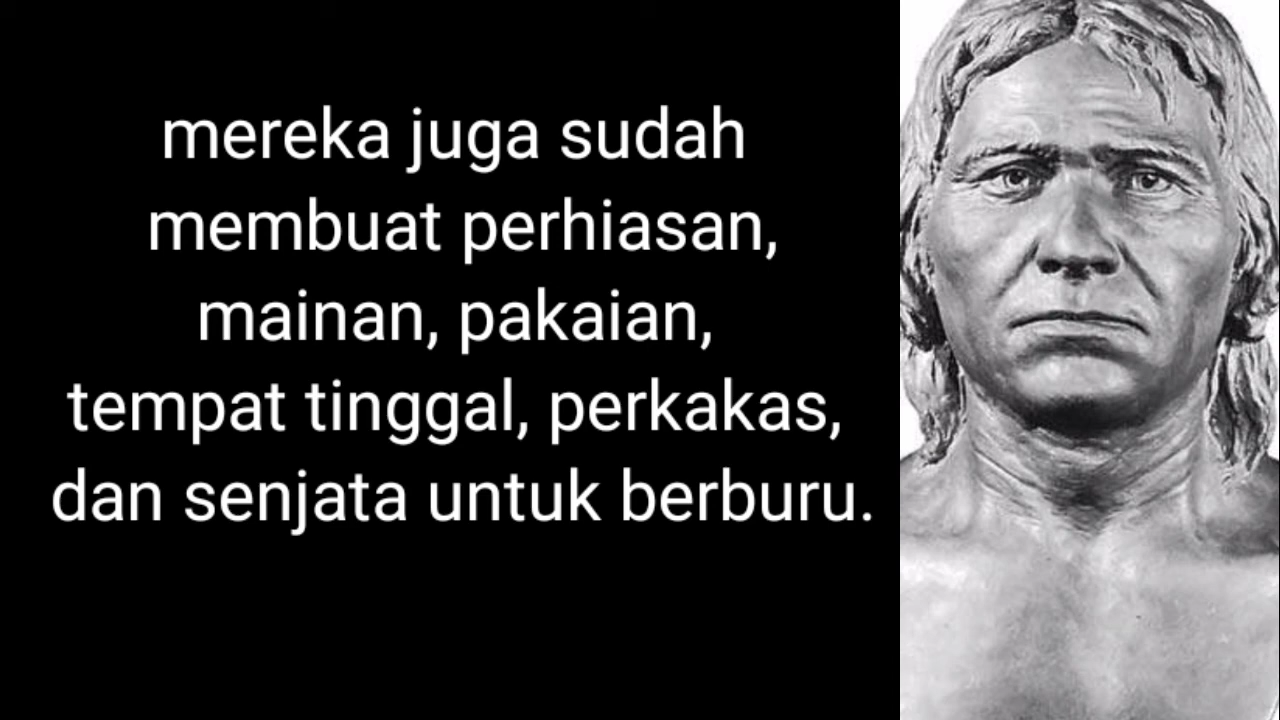 mereka juga sudah
membuat perhiasan,
mainan, pakaian,
tempat tinggal, perkakas,
dan senjata untuk berburu.